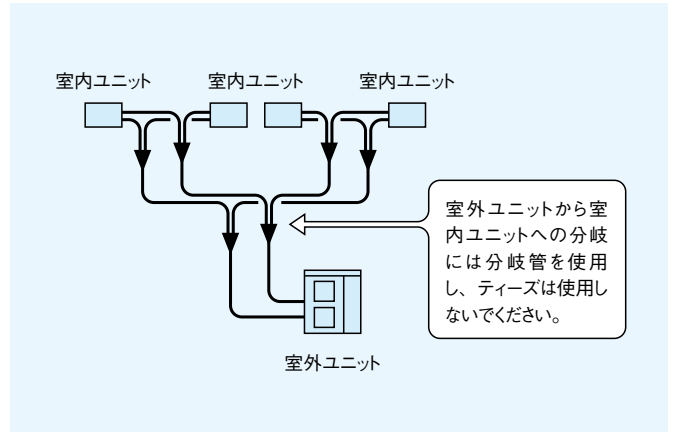 室内ユニット 室内ユニット 室内ユニット
室外ユニットから室
内ユニットへの分岐
には分岐管を使用
し、ティーズは使用し
ないでください。
室外ユニット